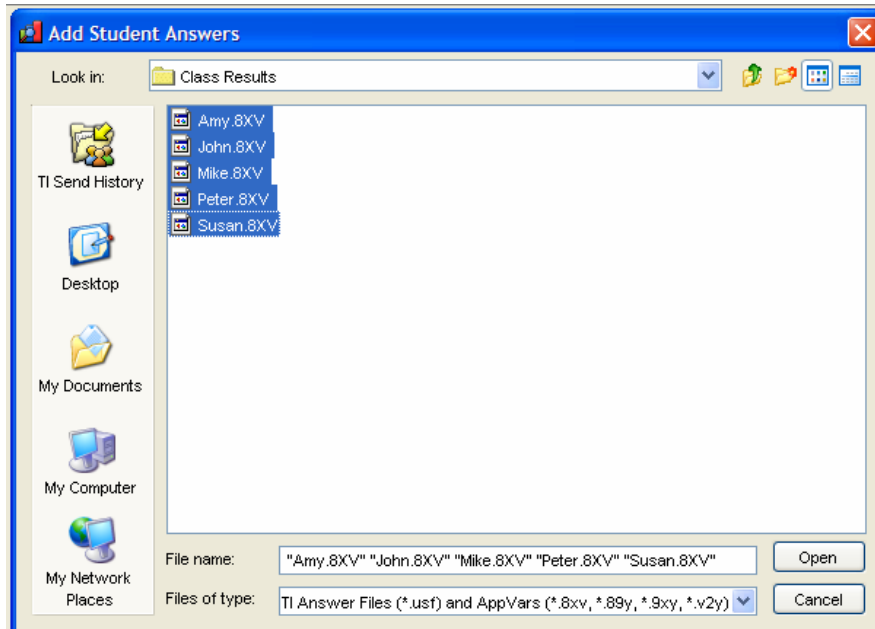 Add Student Answers
Look in:
Class Results
TI Send History
Desktop
My Documents
My Computer
My Network
Places
Amy.8XV
John.8XV
Mike.8XV
Peter.8XV
Susan.8XV
File name:
"Amy.8XV" "John.8XV" "Mike.8XV" "Peter.8XV" "Susan.8XV"
Open
Files of type:
TI Answer Files (*.usf) and AppVars (*.8xv, *.89y, *.9xy, *.v2y)
Cancel